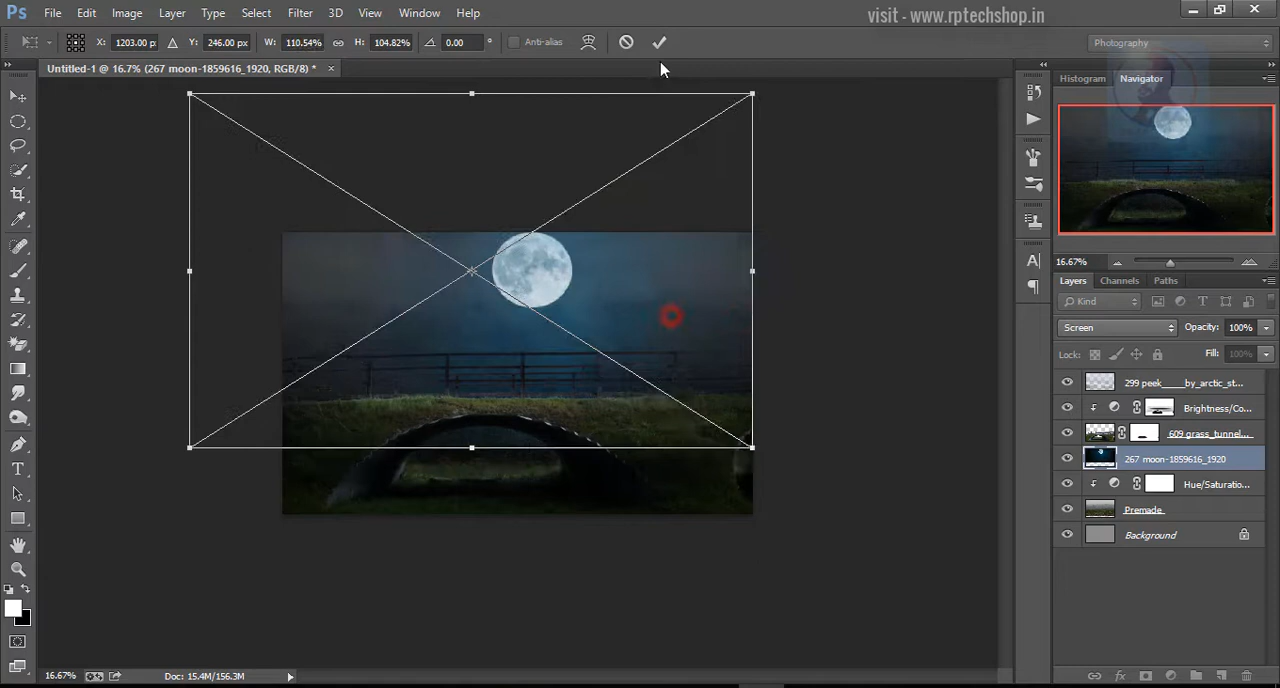 Ps File Edit Image Layer Type Select Filter 3D View Window Help
visit - www.rptechshop.in
X: 1203.00 px Y: 246.00 px W: 110.54% H: 104.82% 0.00 ° Anti-alias Photography
Untitled-1 @ 16.7% (267 moon-1859616_1920, RGB/8) * ×
Histogram Navigator
16.67%
Layers Channels Paths
Kind
Screen Opacity: 100%
Lock: Fill: 100%
299 peek_____by_arctic_st...
Brightness/Co...
609 grass_tunnel...
267 moon-1859616_1920
Hue/Saturatio...
Premade
Background
16.67% Doc: 15.4M/156.3M